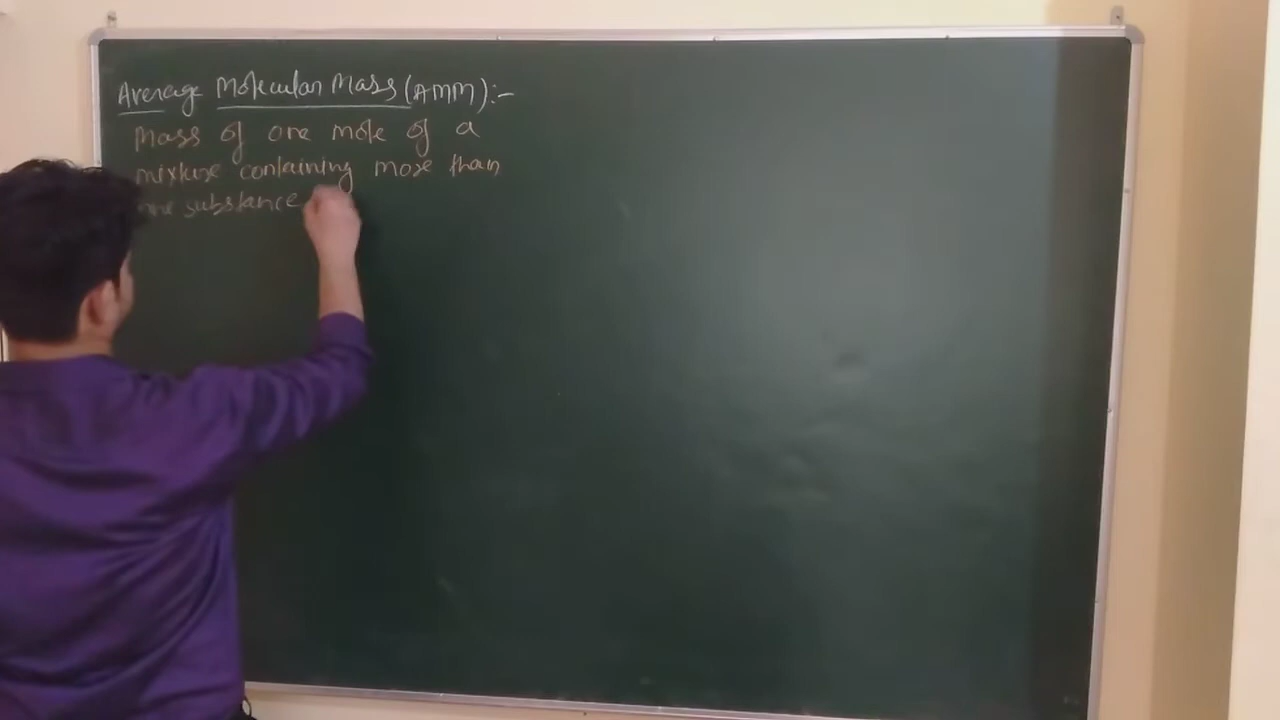 Average Molecular Mass (AMM):-
Mass of one mole of a
mixture containing more than
one substance